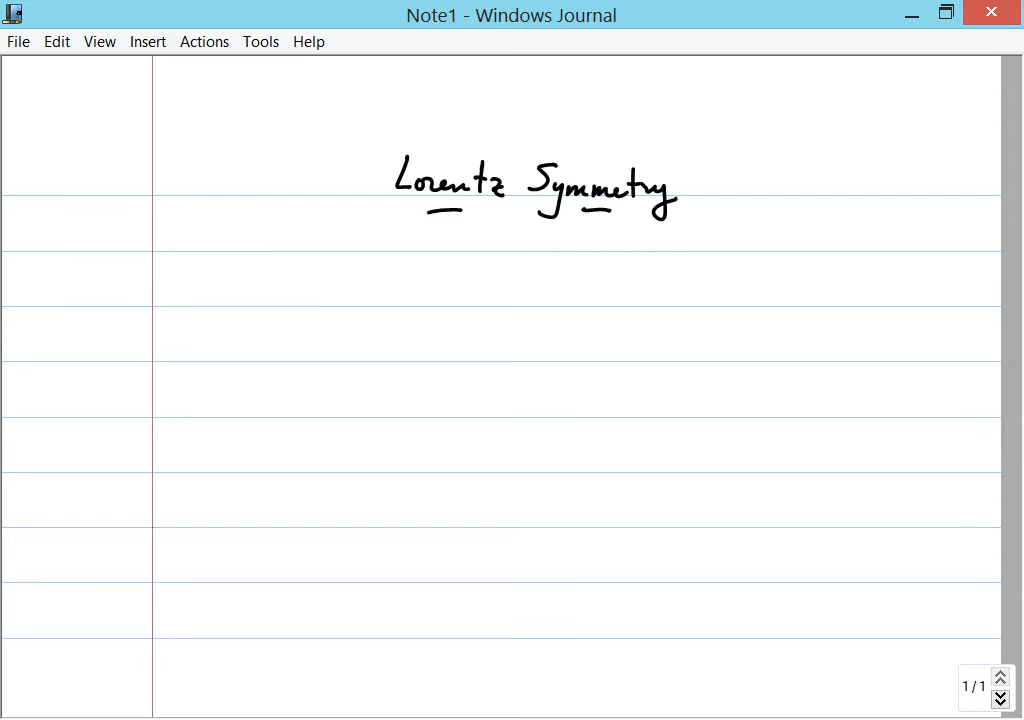 Note1 - Windows Journal
File Edit View Insert Actions Tools Help
Lorentz Symmetry
1 / 1